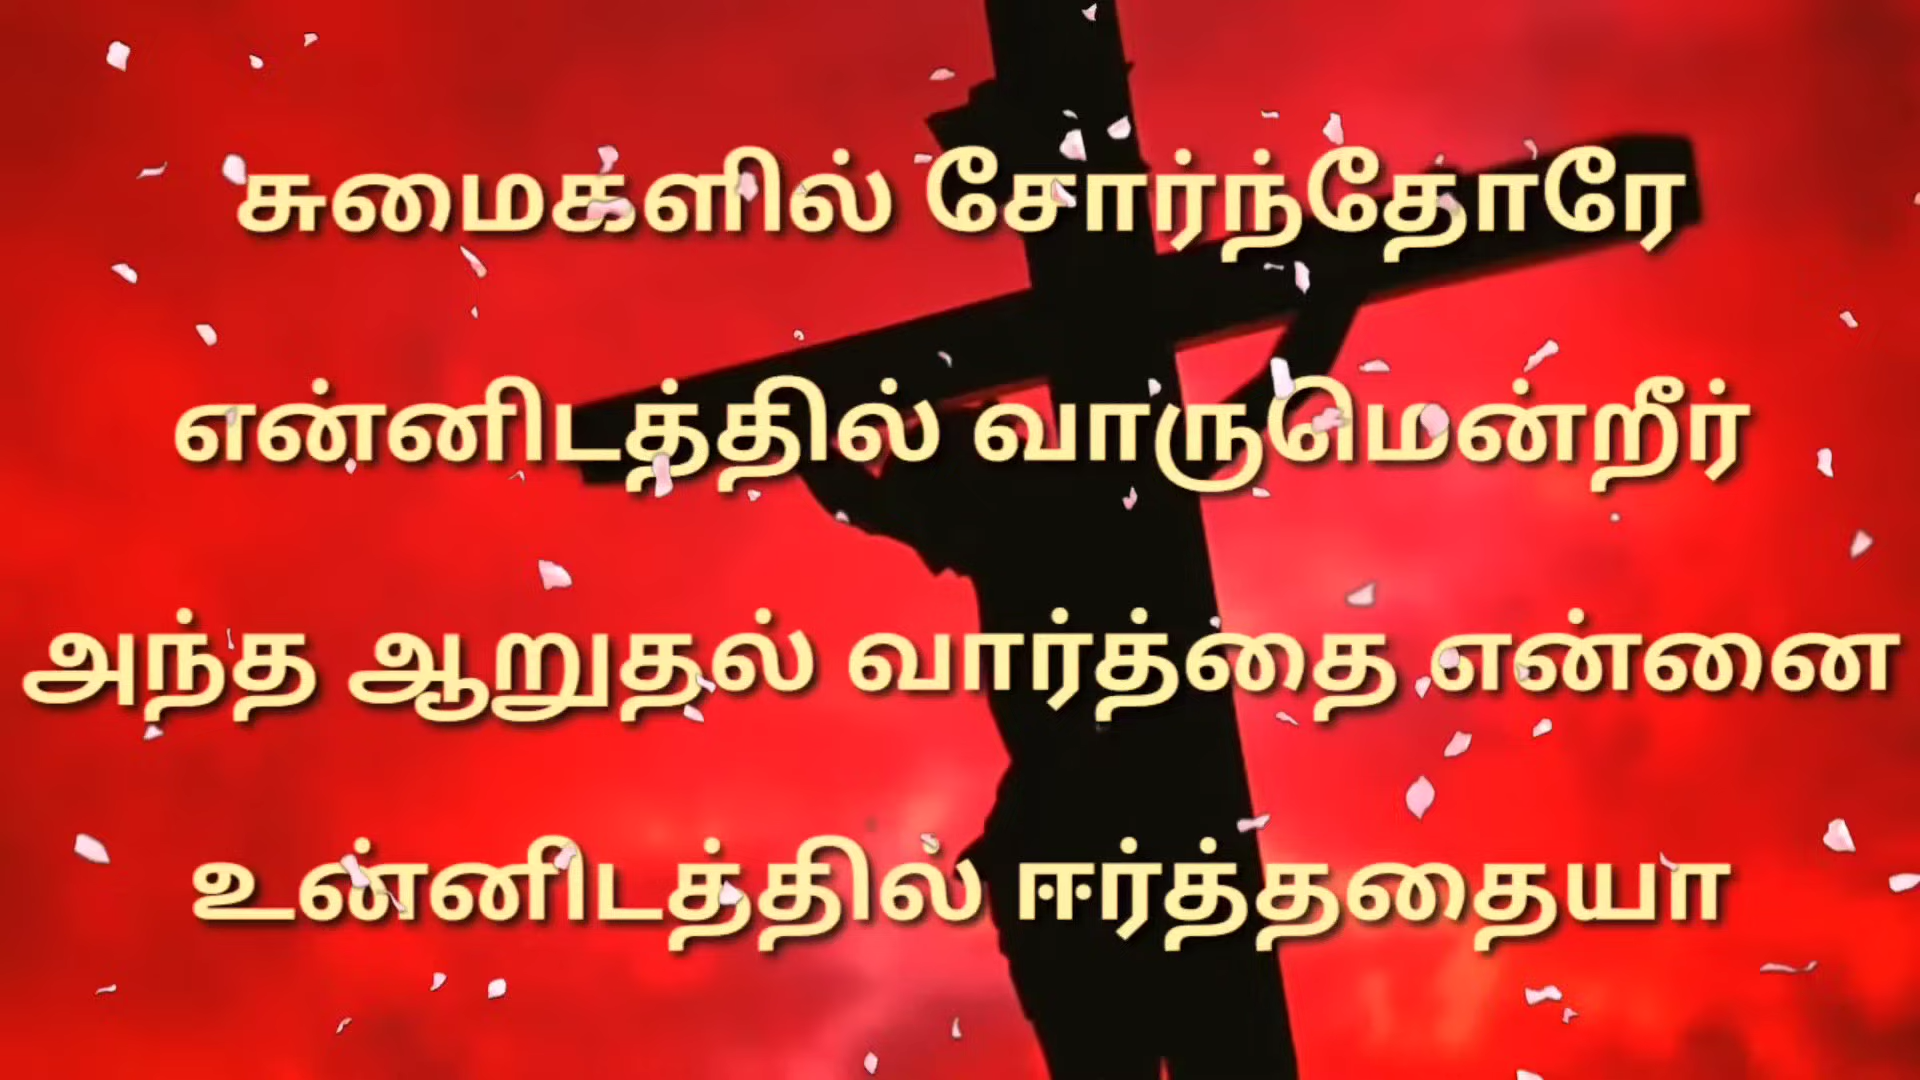 சுமைகளில் சோர்ந்தோரே
என்னிடத்தில் வாருமென்றீர்
அந்த ஆறுதல் வார்த்தை என்னை
உன்னிடத்தில் ஈர்த்ததையா